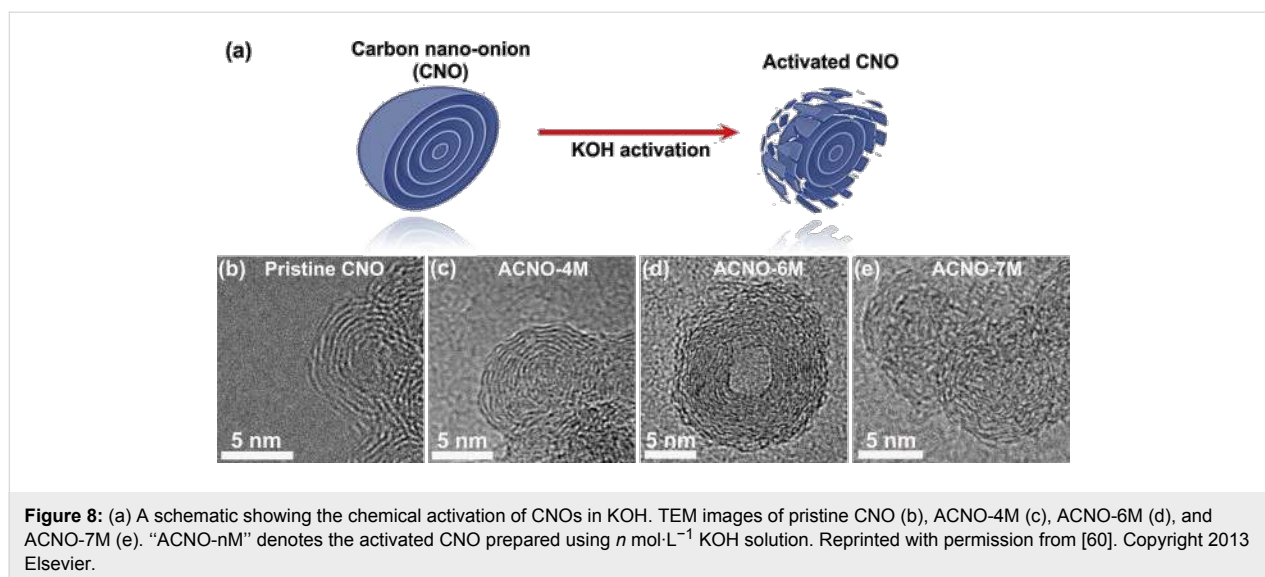 (a)
Carbon nano-onion
(CNO)
Activated CNO
KOH activation
(b) Pristine CNO
(c) ACNO-4M
(d) ACNO-6M
(e) ACNO-7M
5 nm
5 nm
5 nm
5 nm
Figure 8: (a) A schematic showing the chemical activation of CNOs in KOH. TEM images of pristine CNO (b), ACNO-4M (c), ACNO-6M (d), and
ACNO-7M (e). “ACNO-nM” denotes the activated CNO prepared using n mol·L⁻¹ KOH solution. Reprinted with permission from [60]. Copyright 2013
Elsevier.